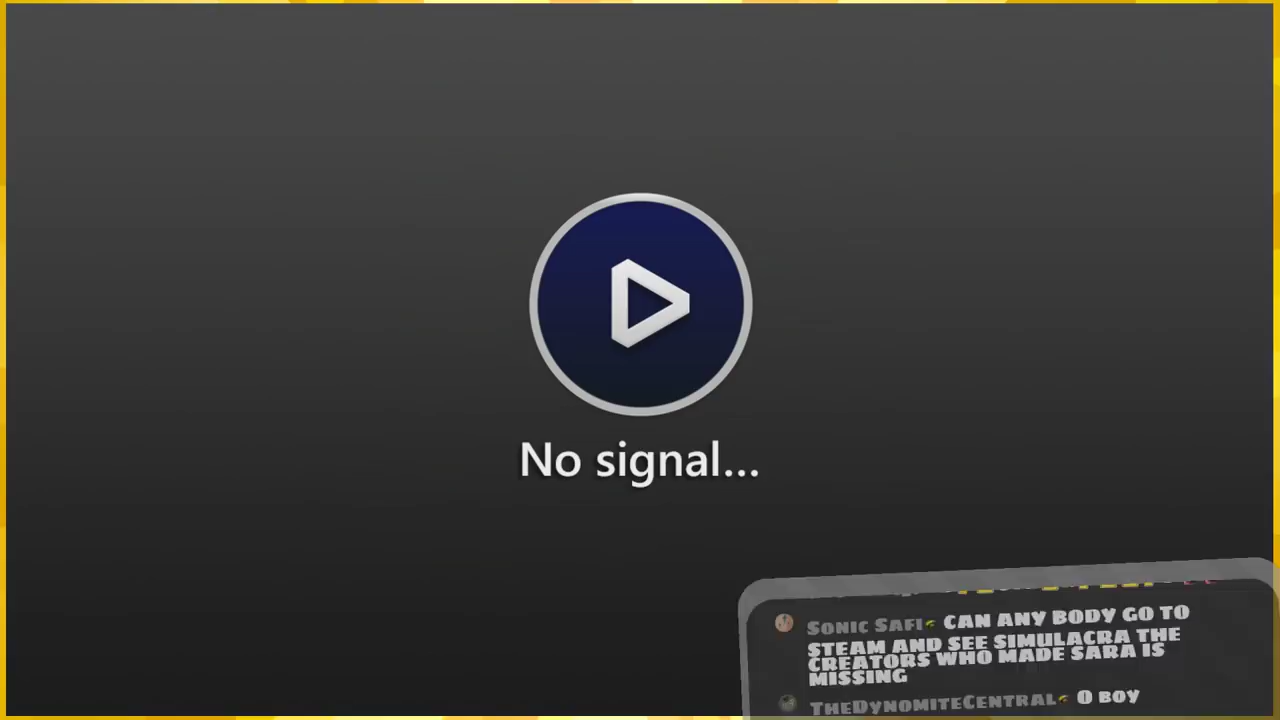 No signal...
Sonic Safi CAN ANY BODY GO TO
STEAM AND SEE SIMULACRA THE
CREATORS WHO MADE SARA IS
MISSING
TheDynomiteCentral O BOY